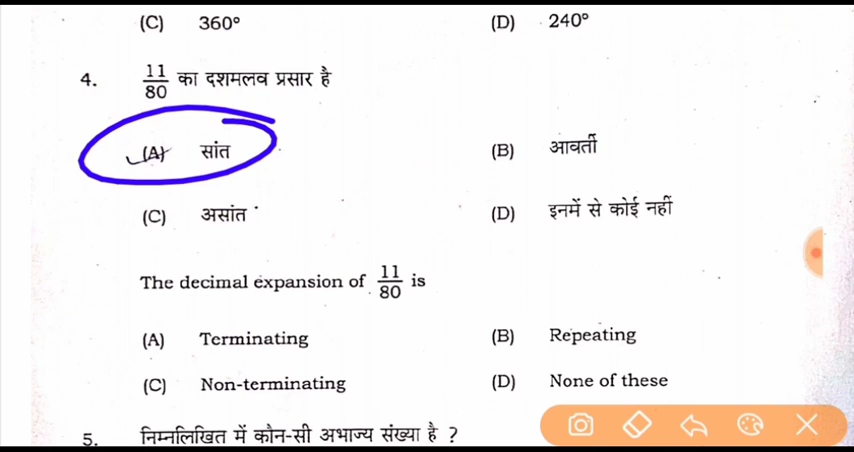 (C) 360° (D) 240°
4. 11/80 का दशमलव प्रसार है
(A) सांत (B) आवर्ती
(C) असांत (D) इनमें से कोई नहीं
The decimal expansion of 11/80 is
(A) Terminating (B) Repeating
(C) Non-terminating (D) None of these
5. निम्नलिखित में कौन-सी अभाज्य संख्या है ?